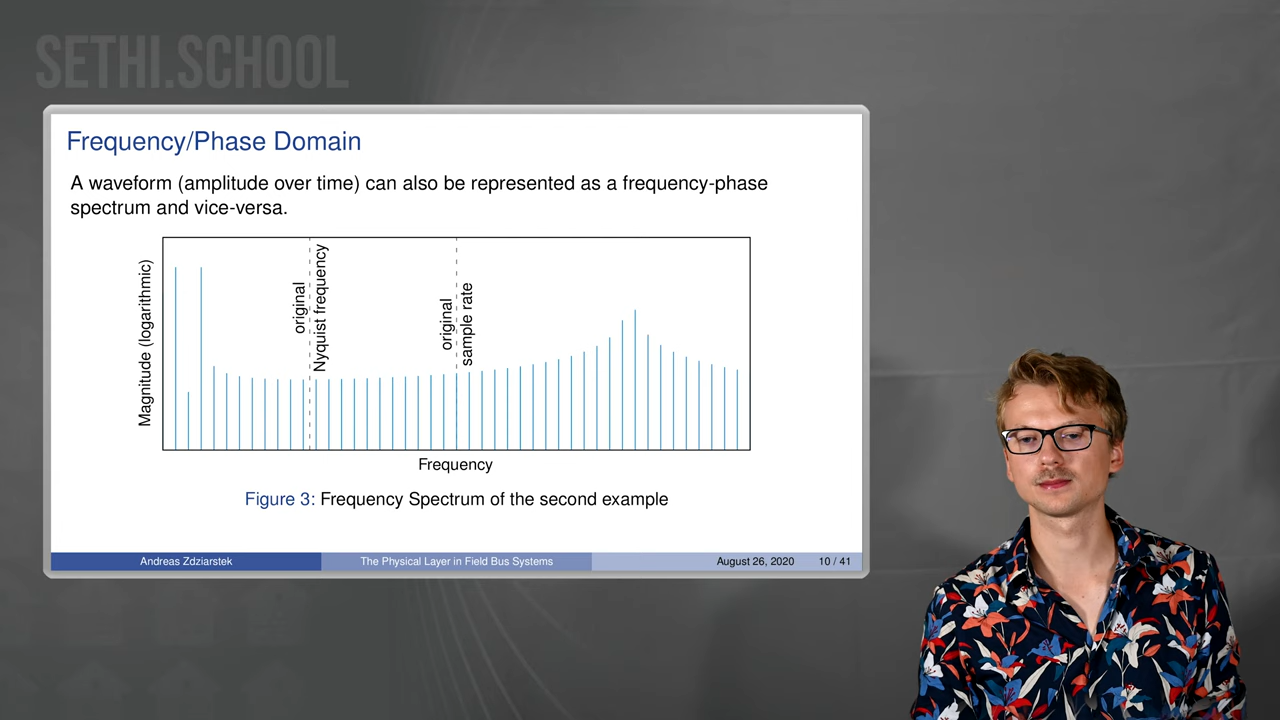 SETHI.SCHOOL
Frequency/Phase Domain
A waveform (amplitude over time) can also be represented as a frequency-phase
spectrum and vice-versa.
Magnitude (logarithmic)
original
Nyquist frequency
original
sample rate
Frequency
Figure 3: Frequency Spectrum of the second example
Andreas Zdziarstek
The Physical Layer in Field Bus Systems
August 26, 2020
10 / 41